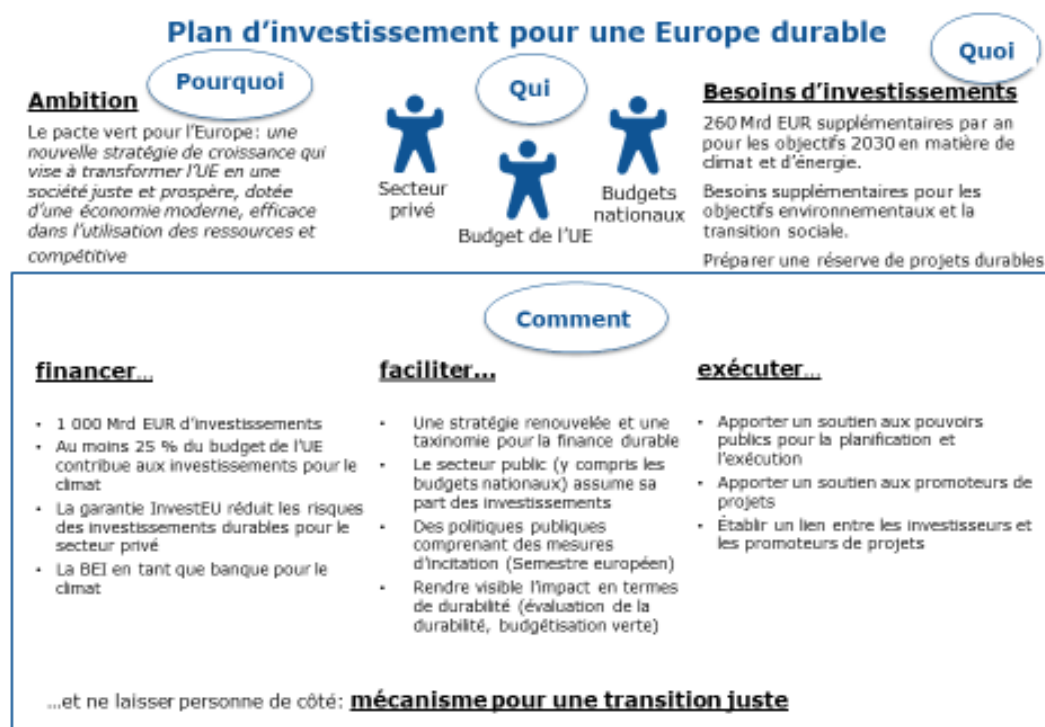 Plan d’investissement pour une Europe durable
Pourquoi
Ambition
Le pacte vert pour l’Europe: une
nouvelle stratégie de croissance qui
vise à transformer l’UE en une
société juste et prospère, dotée
d’une économie moderne, efficace
dans l’utilisation des ressources et
compétitive
Qui
Secteur
privé
Budget de l’UE
Budgets
nationaux
Quoi
Besoins d’investissements
260 Mrd EUR supplémentaires par an
pour les objectifs 2030 en matière de
climat et d’énergie.
Besoins supplémentaires pour les
objectifs environnementaux et la
transition sociale.
Préparer une réserve de projets durables
Comment
financer...
• 1 000 Mrd EUR d’investissements
• Au moins 25 % du budget de l’UE
contribue aux investissements pour le
climat
• La garantie InvestEU réduit les risques
des investissements durables pour le
secteur privé
• La BEI en tant que banque pour le
climat
faciliter...
• Une stratégie renouvelée et une
taxinomie pour la finance durable
• Le secteur public (y compris les
budgets nationaux) assume sa
part des investissements
• Des politiques publiques
comprenant des mesures
d’incitation (Semestre européen)
• Rendre visible l’impact en termes
de durabilité (évaluation de la
durabilité, budgétisation verte)
exécuter...
• Apporter un soutien aux pouvoirs
publics pour la planification et
l’exécution
• Apporter un soutien aux promoteurs de
projets
• Établir un lien entre les investisseurs et
les promoteurs de projets
...et ne laisser personne de côté: mécanisme pour une transition juste